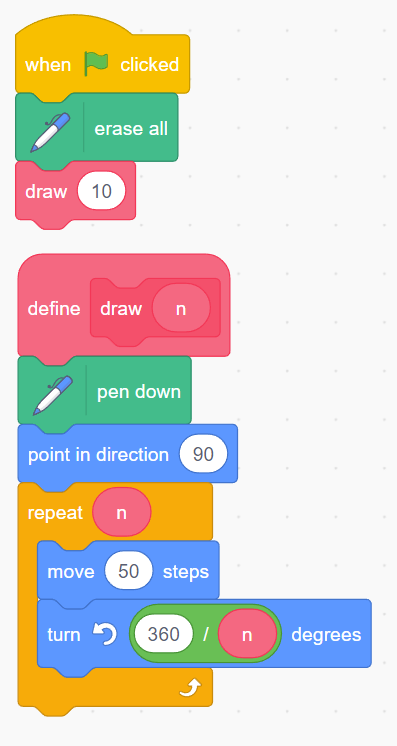 when clicked
erase all
draw 10
define draw n
pen down
point in direction 90
repeat n
move 50 steps
turn 360 / n degrees